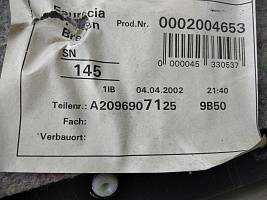 Faurecia
Prod.Nr. 0002004653
SN
145
0 000045 330537
1IB 04.04.2002 21:40
Teilenr.: A2096907125 9B50
Fach:
Verbauort: